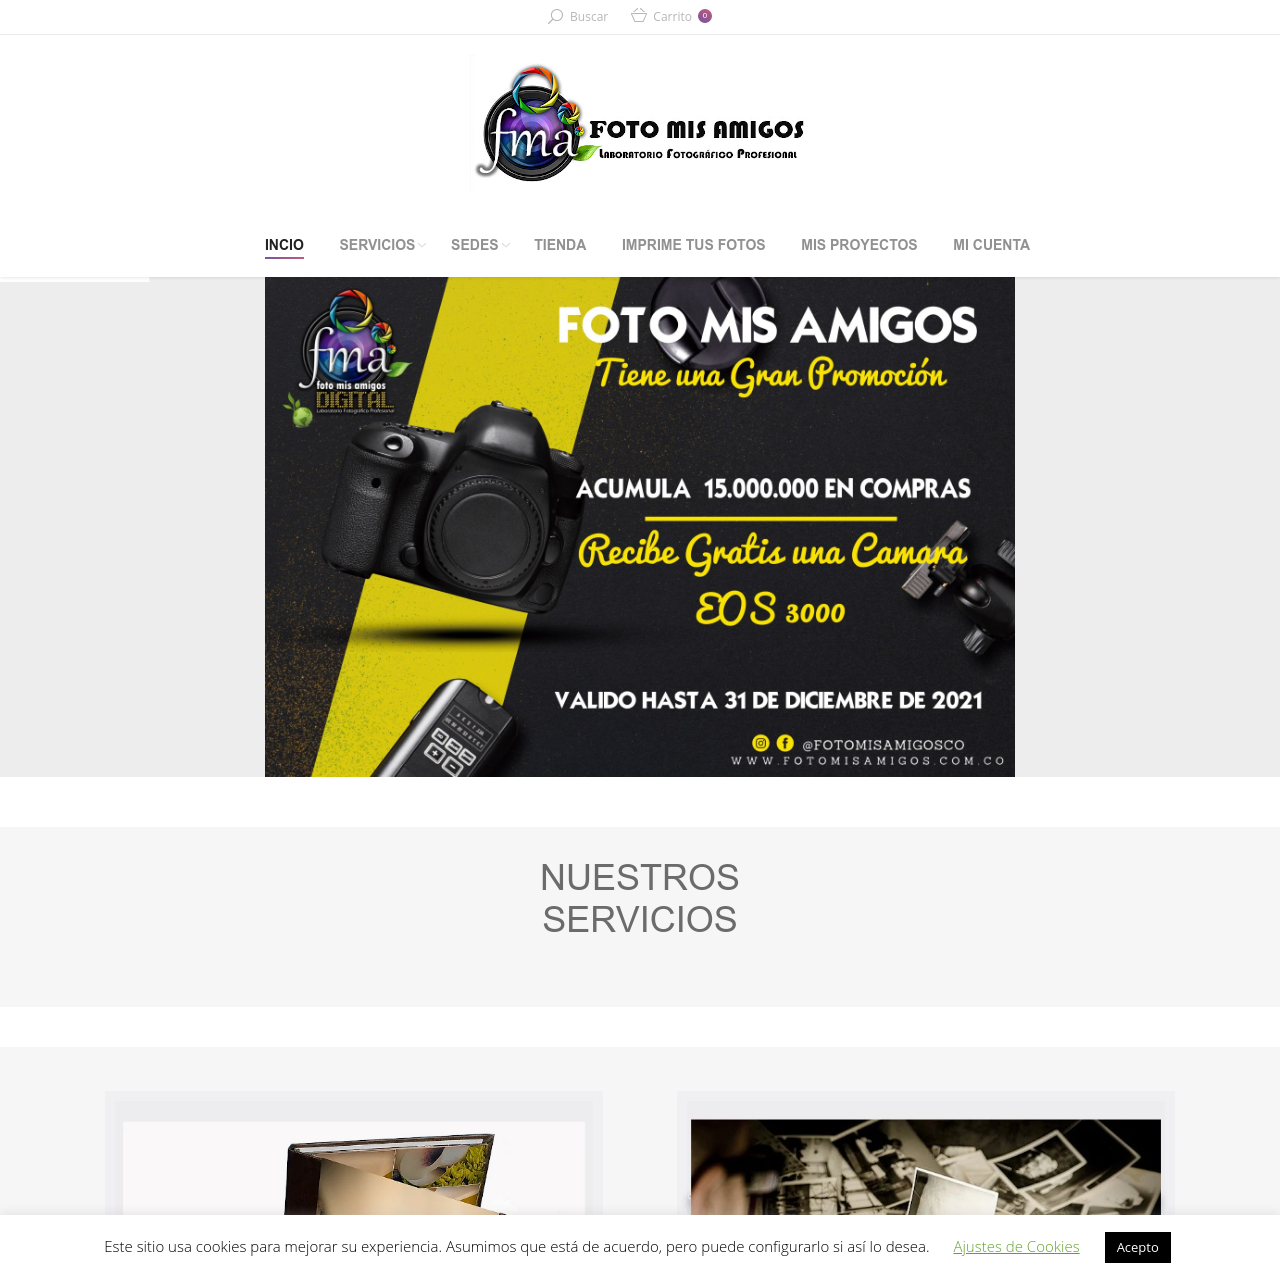 Buscar Carrito 0
fma FOTO MIS AMIGOS
Laboratorio Fotográfico Profesional
INCIO SERVICIOS SEDES TIENDA IMPRIME TUS FOTOS MIS PROYECTOS MI CUENTA
fma
foto mis amigos
DIGITAL
Laboratorio Fotográfico Profesional
FOTO MIS AMIGOS
Tiene una Gran Promoción
ACUMULA 15.000.000 EN COMPRAS
Recibe Gratis una Camara
EOS 3000
VALIDO HASTA 31 DE DICIEMBRE DE 2021
@FOTOMISAMIGOSCO
WWW.FOTOMISAMIGOS.COM.CO
NUESTROS
SERVICIOS
Este sitio usa cookies para mejorar su experiencia. Asumimos que está de acuerdo, pero puede configurarlo si así lo desea. Ajustes de Cookies Acepto